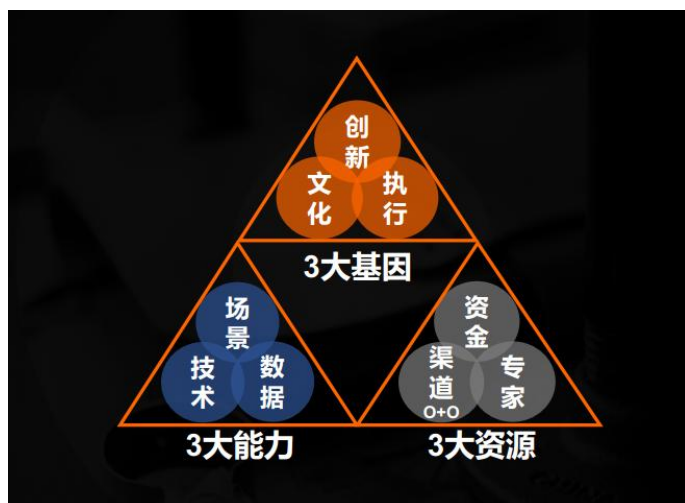 创新
文化
执行
3大基因
场景
技术
数据
3大能力
资金
渠道
O+O
专家
3大资源